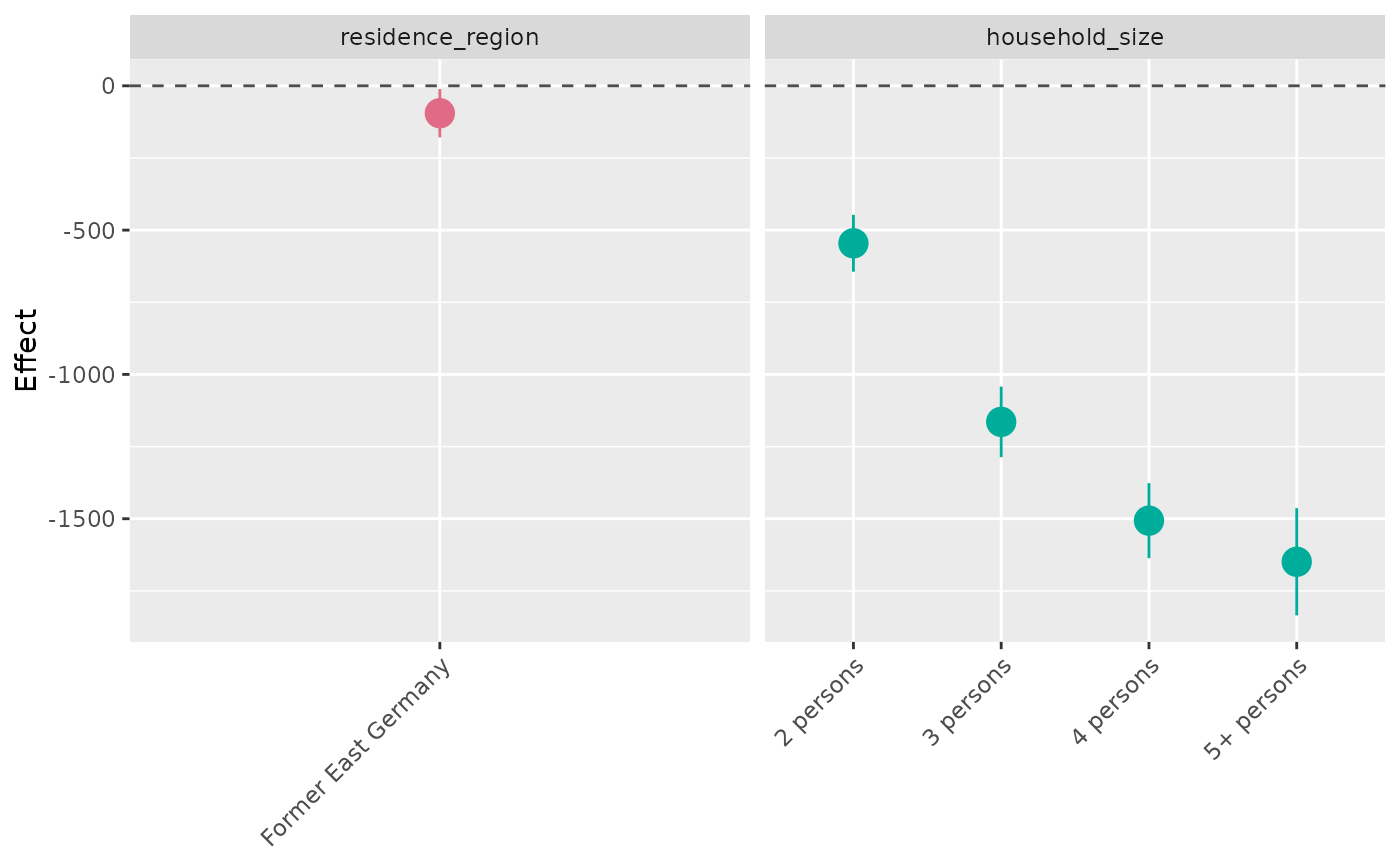 residence_region
household_size
Effect
0
-500
-1000
-1500
Former East Germany
2 persons
3 persons
4 persons
5+ persons